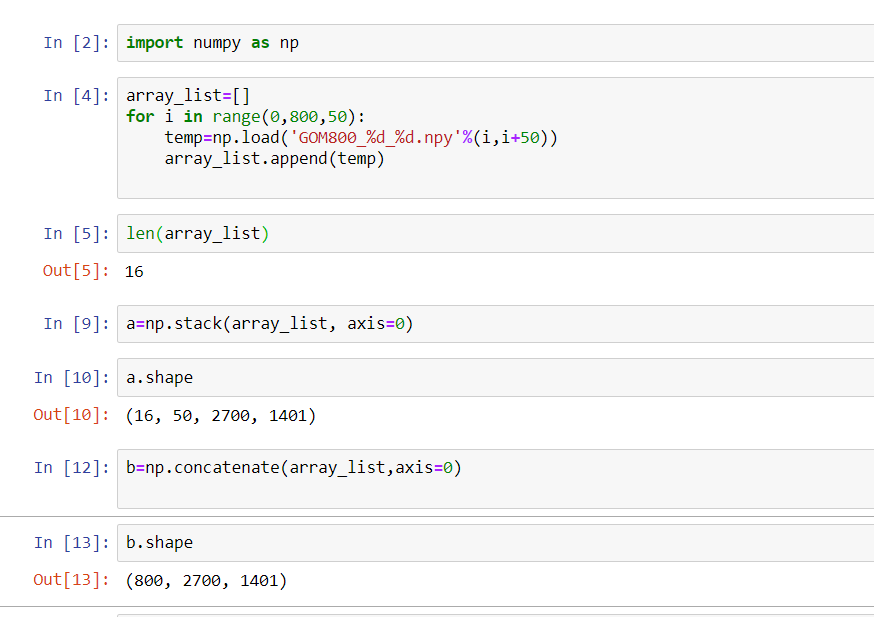 In [2]: import numpy as np
In [4]: array_list=[]
for i in range(0,800,50):
    temp=np.load('GOM800_%d_%d.npy'%(i,i+50))
    array_list.append(temp)
In [5]: len(array_list)
Out[5]: 16
In [9]: a=np.stack(array_list, axis=0)
In [10]: a.shape
Out[10]: (16, 50, 2700, 1401)
In [12]: b=np.concatenate(array_list,axis=0)
In [13]: b.shape
Out[13]: (800, 2700, 1401)